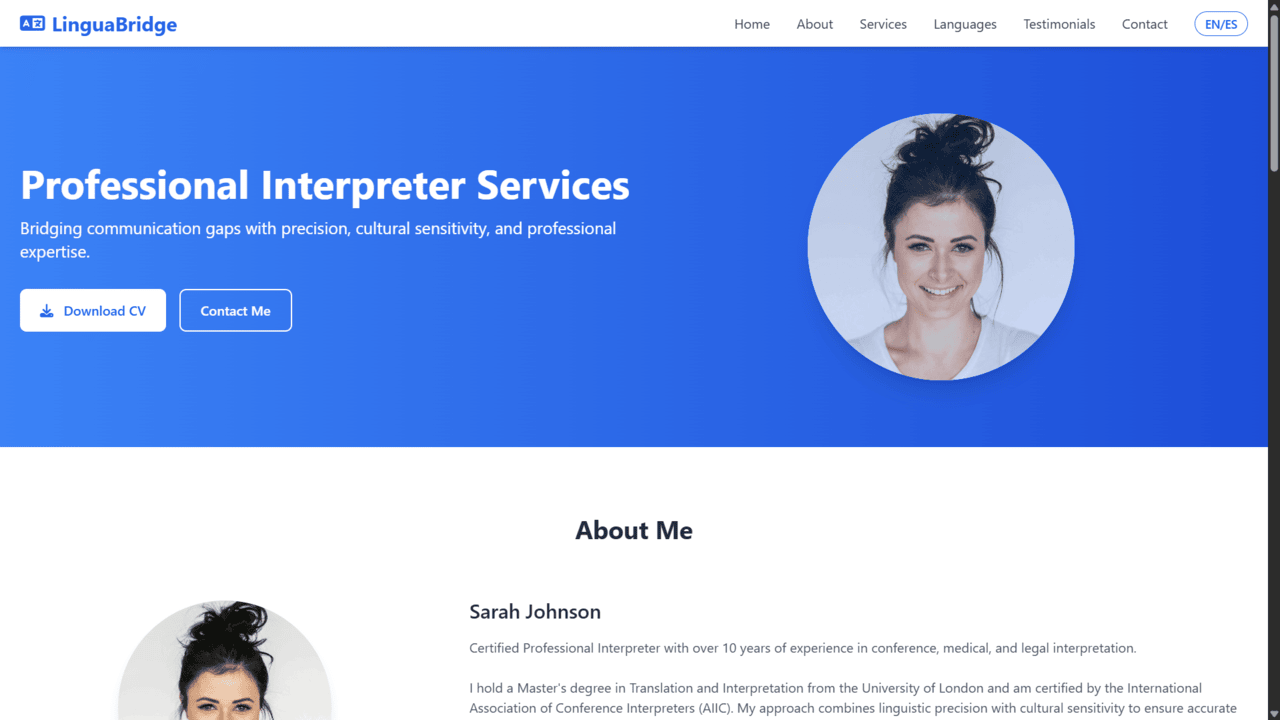 LinguaBridge
Home About Services Languages Testimonials Contact EN/ES
Professional Interpreter Services
Bridging communication gaps with precision, cultural sensitivity, and professional
expertise.
Download CV Contact Me
About Me
Sarah Johnson
Certified Professional Interpreter with over 10 years of experience in conference, medical, and legal interpretation.
I hold a Master's degree in Translation and Interpretation from the University of London and am certified by the International
Association of Conference Interpreters (AIIC). My approach combines linguistic precision with cultural sensitivity to ensure accurate